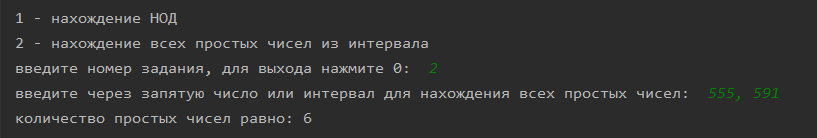 1 - нахождение НОД
2 - нахождение всех простых чисел из интервала
введите номер задания, для выхода нажмите 0: 2
введите через запятую число или интервал для нахождения всех простых чисел: 555, 591
количество простых чисел равно: 6